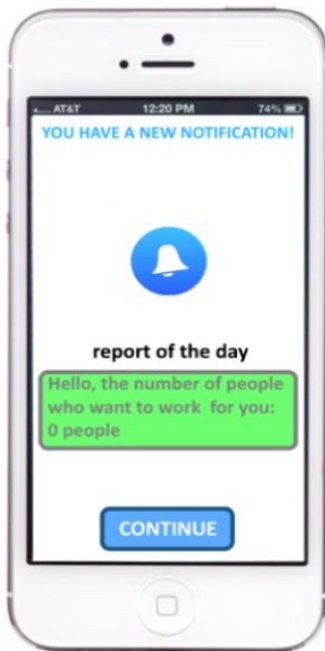 AT&T 12:20 PM 74%
YOU HAVE A NEW NOTIFICATION!
report of the day
Hello, the number of people
who want to work for you:
0 people
CONTINUE